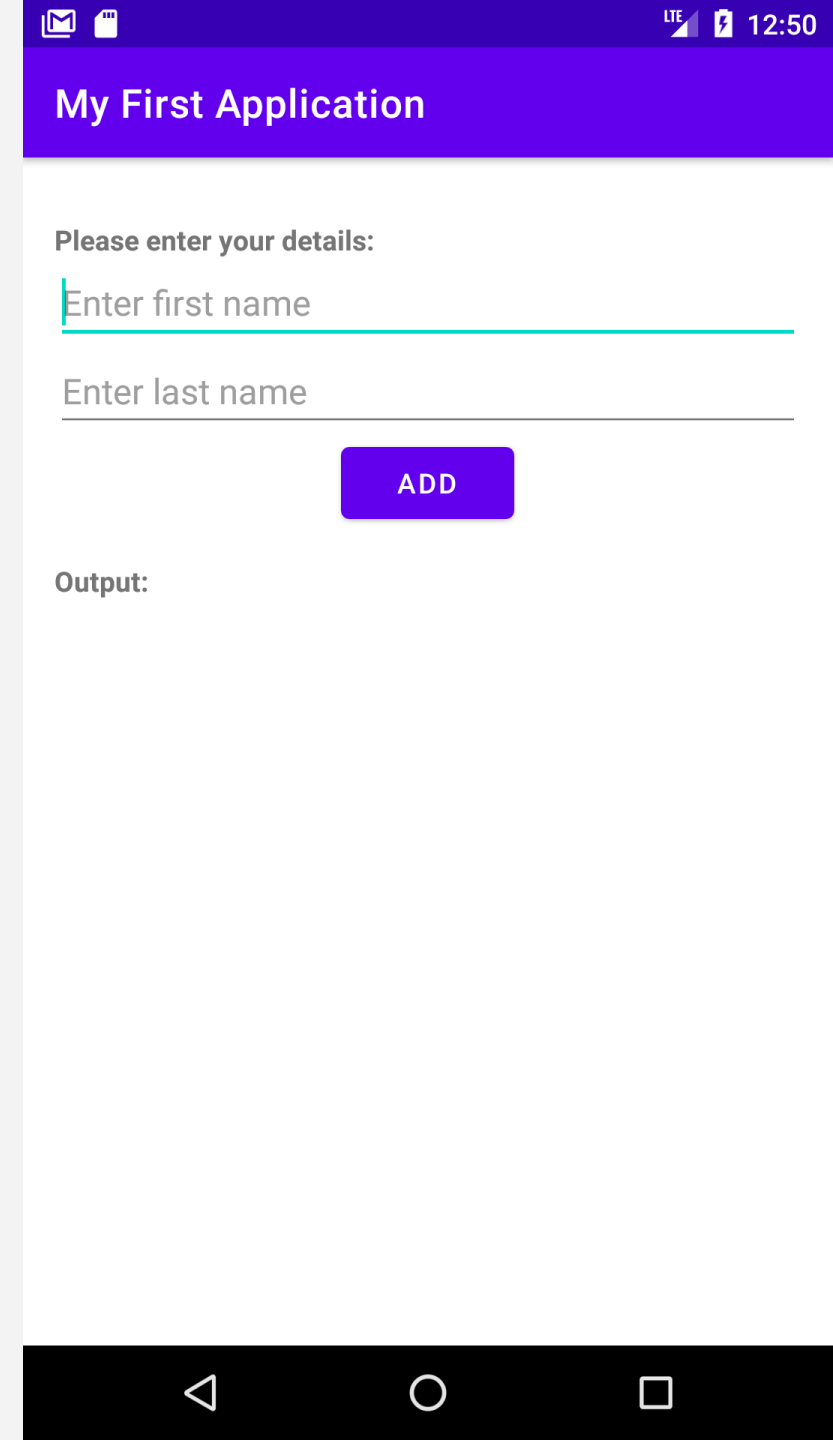 LTE 12:50
My First Application
Please enter your details:
Enter first name
Enter last name
ADD
Output: